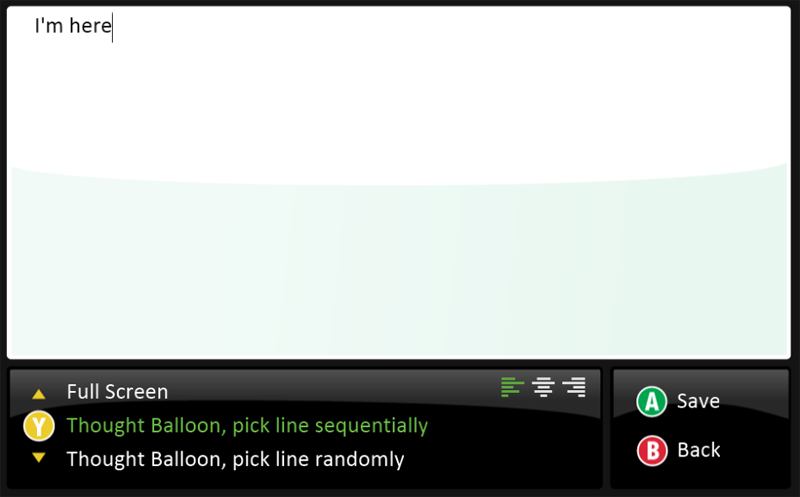 I'm here
Full Screen
Y Thought Balloon, pick line sequentially
Thought Balloon, pick line randomly
A Save
B Back